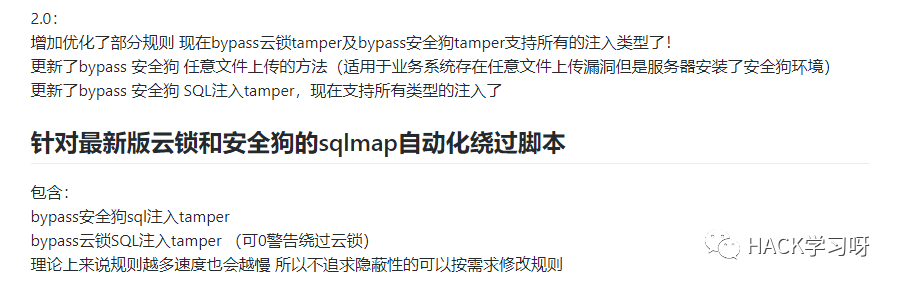 2.0：
增加优化了部分规则 现在bypass云锁tamper及bypass安全狗tamper支持所有的注入类型了！
更新了bypass 安全狗 任意文件上传的方法（适用于业务系统存在任意文件上传漏洞但是服务器安装了安全狗环境）
更新了bypass 安全狗 SQL注入tamper，现在支持所有类型的注入了
针对最新版云锁和安全狗的sqlmap自动化绕过脚本
包含：
bypass安全狗sql注入tamper
bypass云锁SQL注入tamper （可0警告绕过云锁）
理论上来说规则越多速度也会越慢 所以不追求隐蔽性的可以按需求修改规则
HACK学习呀